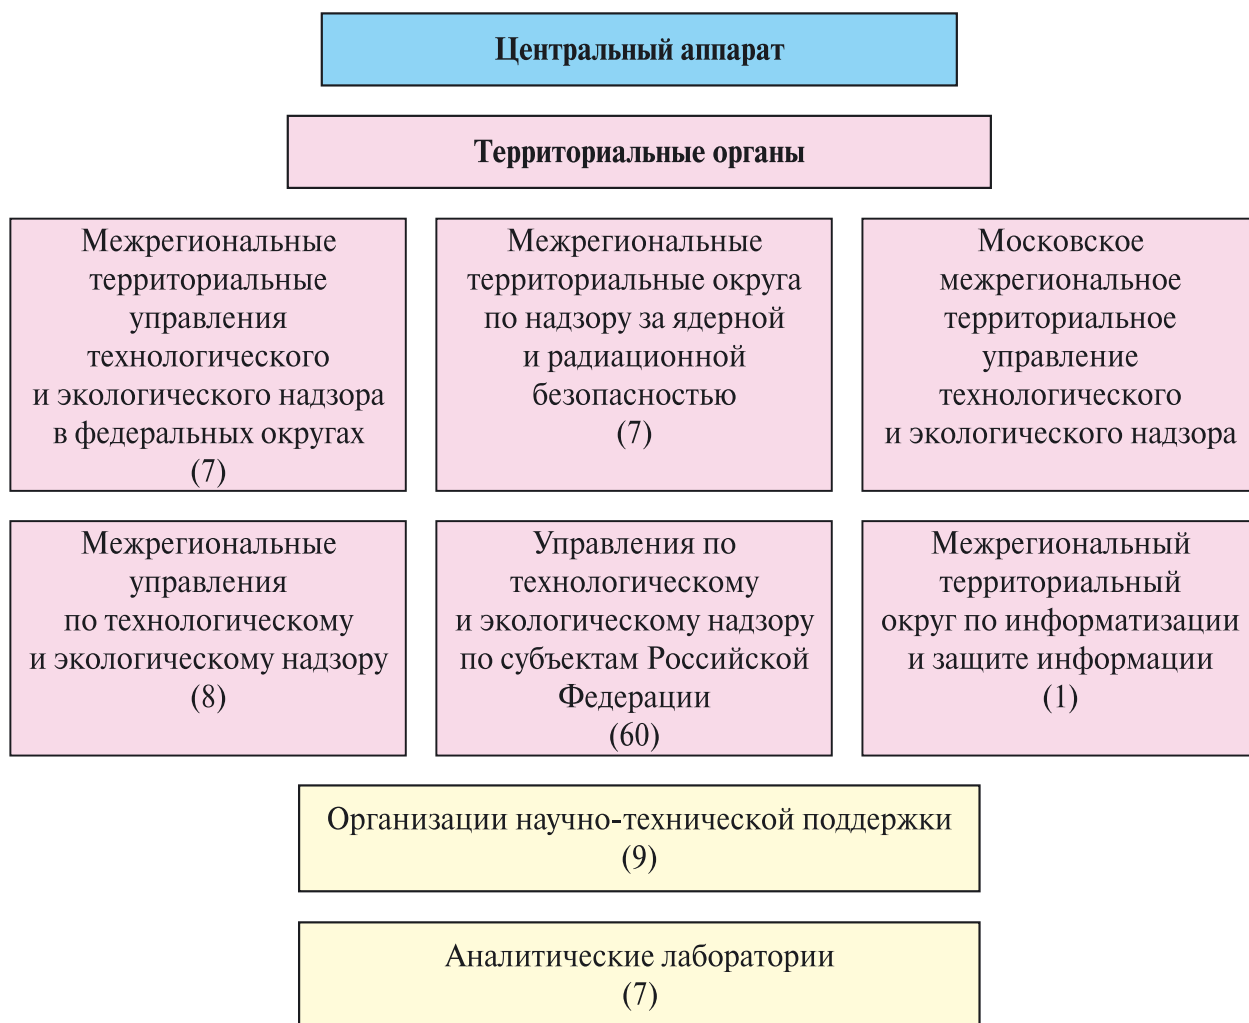 Центральный аппарат
Территориальные органы
Межрегиональные
территориальные
управления
технологического
и экологического надзора
в федеральных округах
(7)
Межрегиональные
территориальные округа
по надзору за ядерной
и радиационной
безопасностью
(7)
Московское
межрегиональное
территориальное
управление
технологического
и экологического надзора
Межрегиональные
управления
по технологическому
и экологическому надзору
(8)
Управления по
технологическому
и экологическому надзору
по субъектам Российской
Федерации
(60)
Межрегиональный
территориальный
округ по информатизации
и защите информации
(1)
Организации научно-технической поддержки
(9)
Аналитические лаборатории
(7)